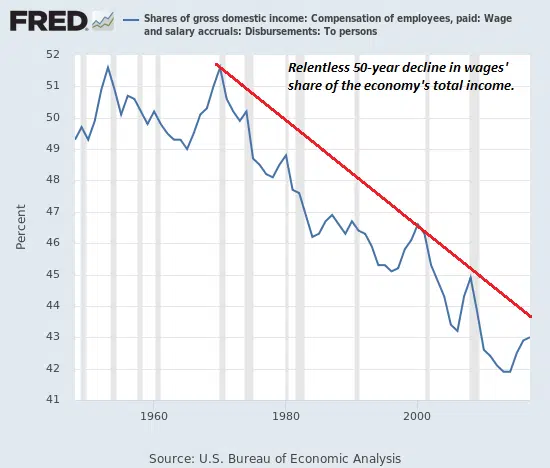 FRED
Shares of gross domestic income: Compensation of employees, paid: Wage
and salary accruals: Disbursements: To persons
Relentless 50-year decline in wages'
share of the economy's total income.
52
51
50
49
48
47
46
45
44
43
42
41
Percent
1960 1980 2000
Source: U.S. Bureau of Economic Analysis